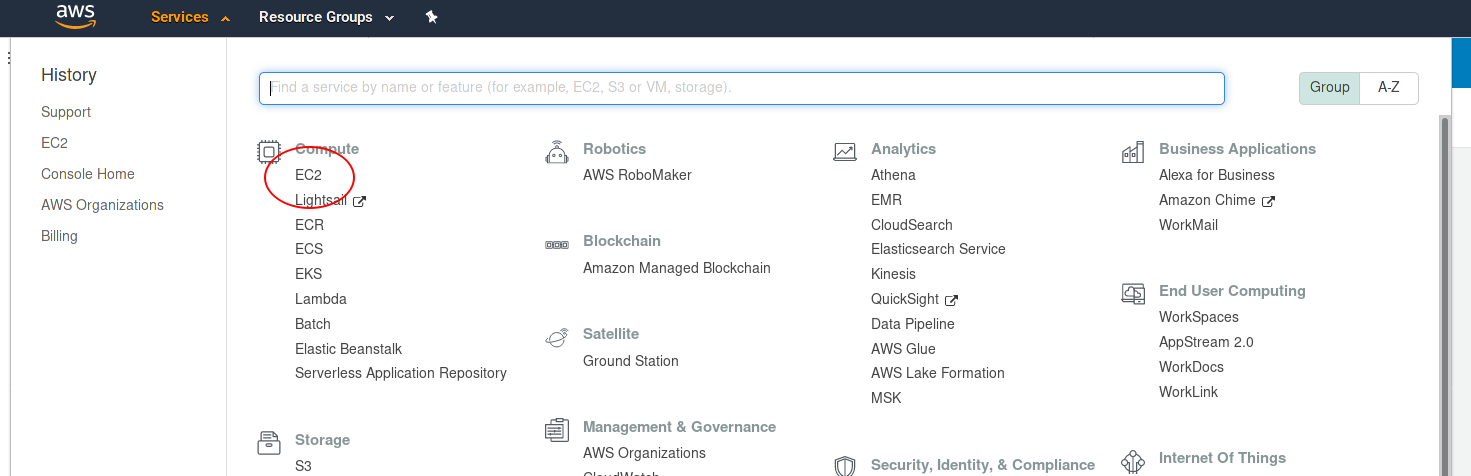 aws Services Resource Groups
History
Support
EC2
Console Home
AWS Organizations
Billing
Find a service by name or feature (for example, EC2, S3 or VM, storage).
Group A-Z
Compute
EC2
Lightsail
ECR
ECS
EKS
Lambda
Batch
Elastic Beanstalk
Serverless Application Repository
Storage
S3
Robotics
AWS RoboMaker
Blockchain
Amazon Managed Blockchain
Satellite
Ground Station
Management & Governance
AWS Organizations
CloudWatch
Analytics
Athena
EMR
CloudSearch
Elasticsearch Service
Kinesis
QuickSight
Data Pipeline
AWS Glue
AWS Lake Formation
MSK
Security, Identity, & Compliance
Business Applications
Alexa for Business
Amazon Chime
WorkMail
End User Computing
WorkSpaces
AppStream 2.0
WorkDocs
WorkLink
Internet Of Things